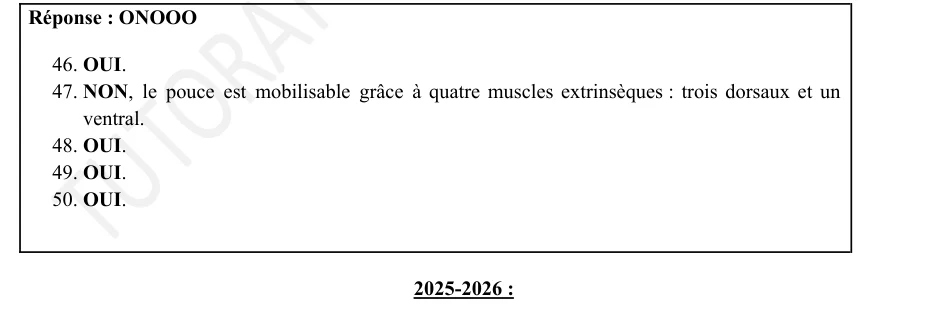 Réponse : ONOOO
46. OUI.
47. NON, le pouce est mobilisable grâce à quatre muscles extrinsèques : trois dorsaux et un
ventral.
48. OUI.
49. OUI.
50. OUI.
TUTORA
2025-2026 :